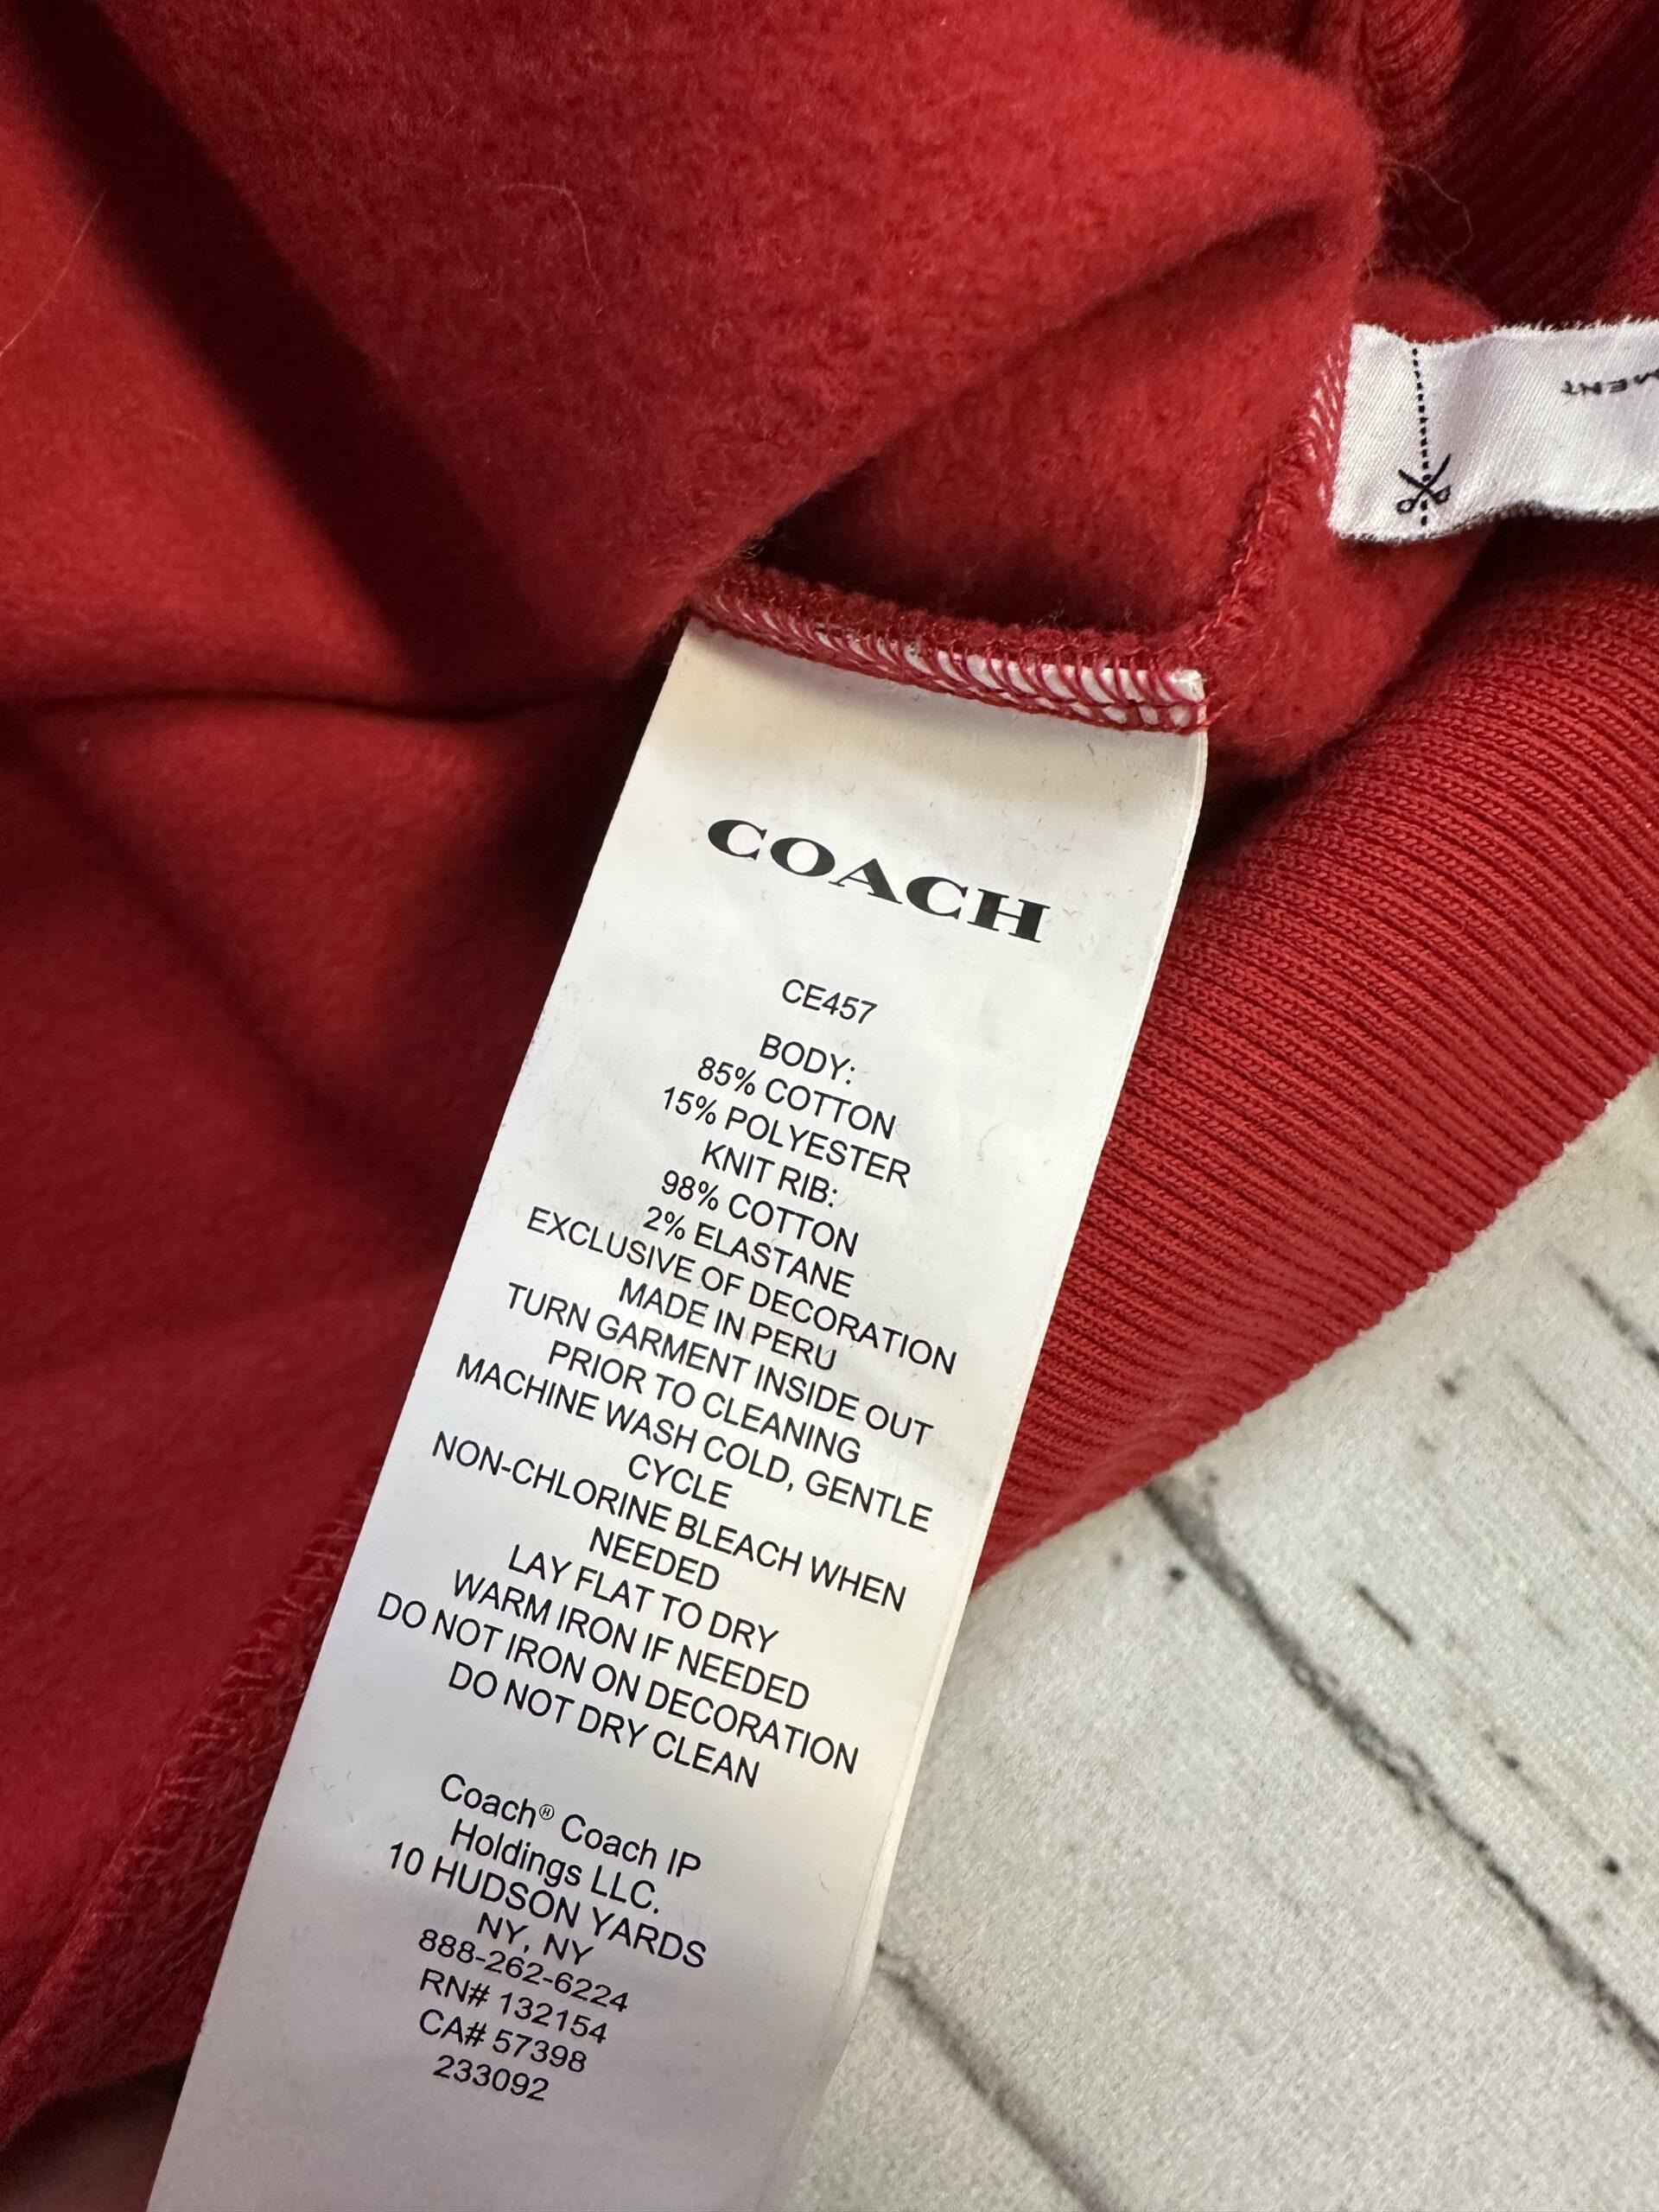 COACH
CE457
BODY:
85% COTTON
15% POLYESTER
KNIT RIB:
98% COTTON
2% ELASTANE
EXCLUSIVE OF DECORATION
MADE IN PERU
TURN GARMENT INSIDE OUT
PRIOR TO CLEANING
MACHINE WASH COLD, GENTLE
CYCLE
NON-CHLORINE BLEACH WHEN
NEEDED
LAY FLAT TO DRY
WARM IRON IF NEEDED
DO NOT IRON ON DECORATION
DO NOT DRY CLEAN
Coach® Coach IP
Holdings LLC.
10 HUDSON YARDS
NY, NY
888-262-6224
RN# 132154
CA# 57398
233092